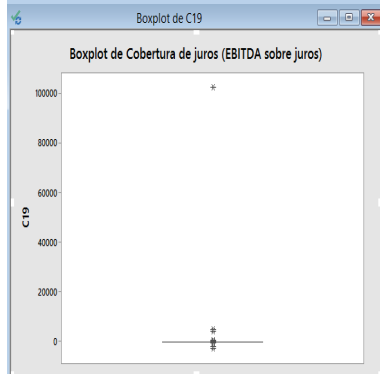 Boxplot de C19
Boxplot de Cobertura de juros (EBITDA sobre juros)
100000
80000
60000
40000
20000
0
C19